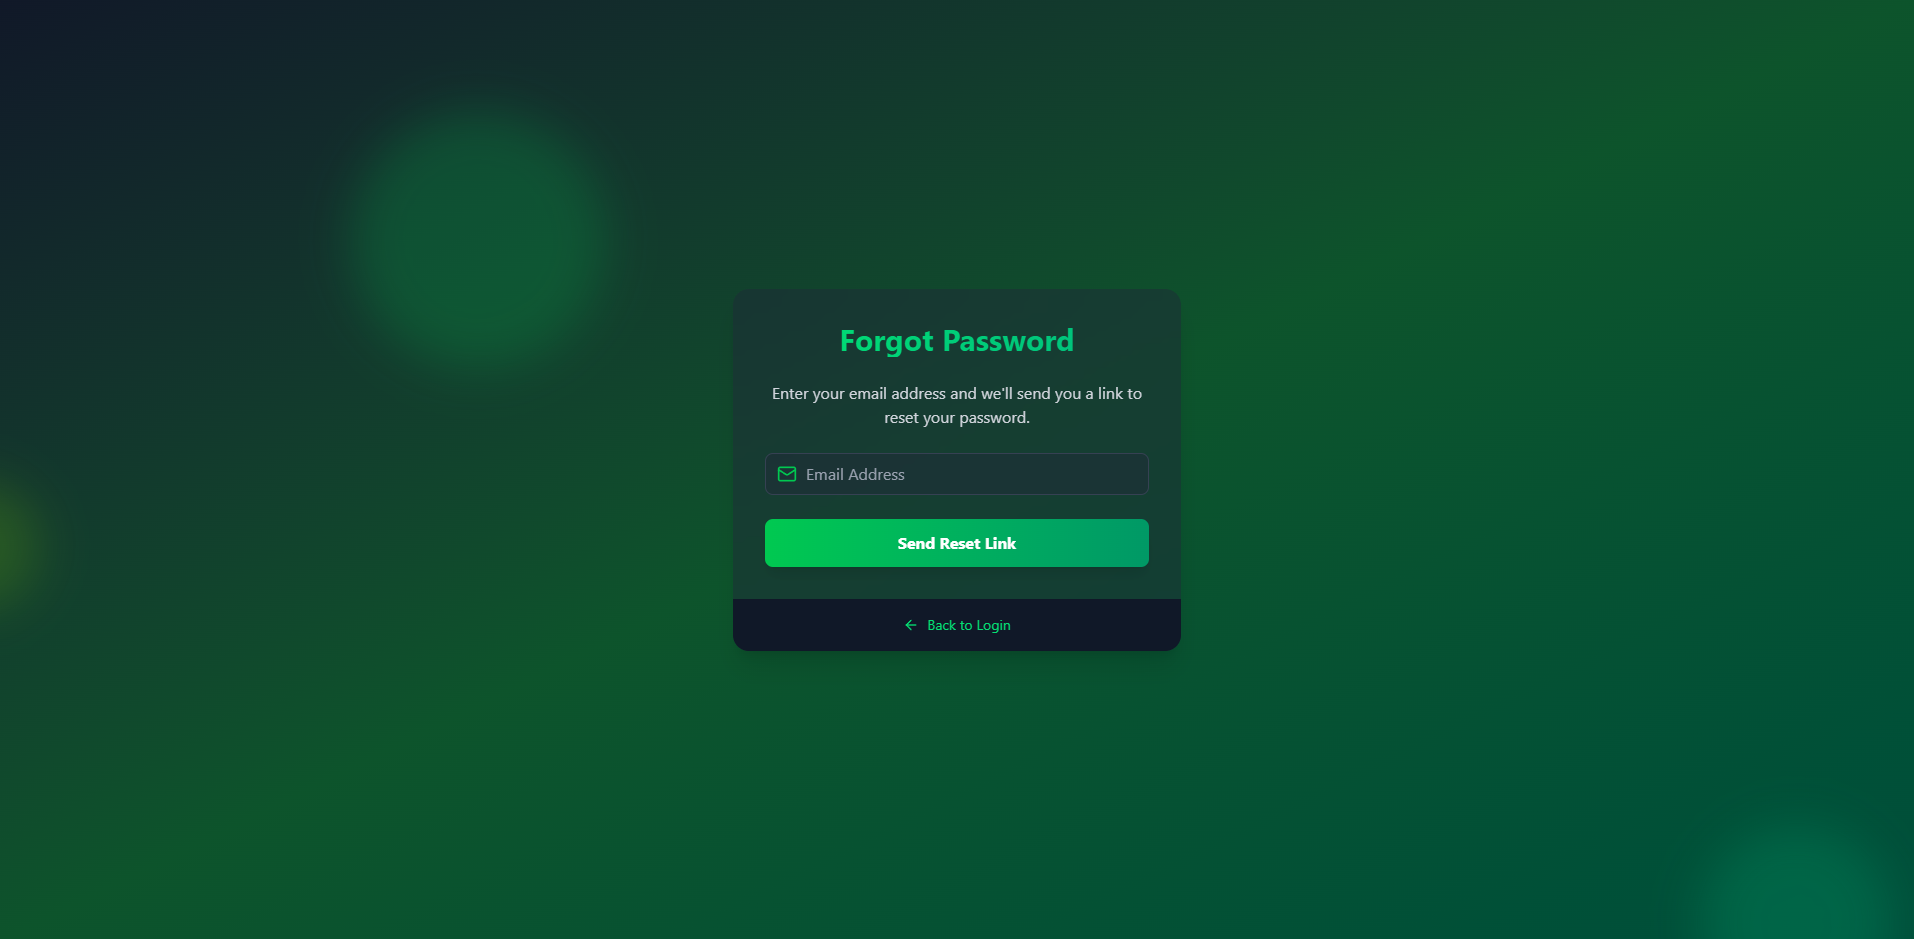 Forgot Password
Enter your email address and we'll send you a link to
reset your password.
Email Address
Send Reset Link
Back to Login